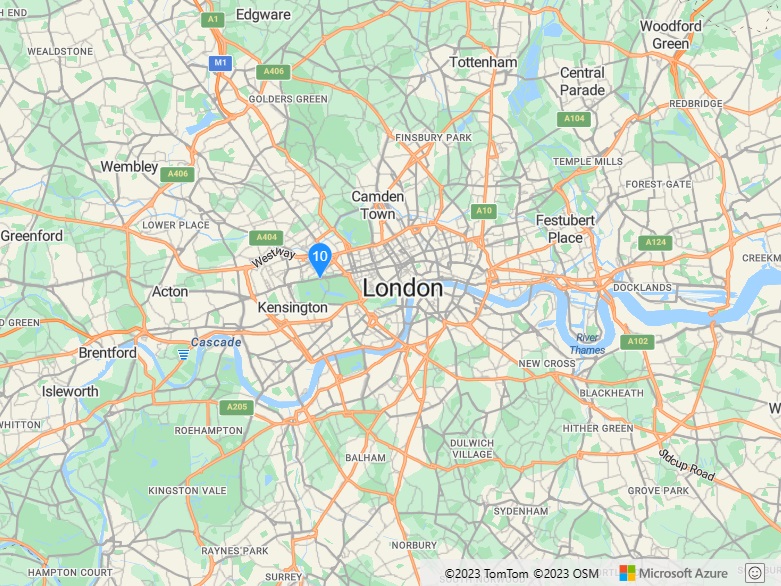 Edgware
Woodford
Green
A1
WEALDSTONE
M1
A406
Tottenham
Central
Parade
GOLDERS GREEN
REDBRIDGE
A104
FINSBURY PARK
Wembley
A406
TEMPLE MILLS
FOREST GATE
Camden
Town
A10
Festubert
Place
LOWER PLACE
Greenford
A404
A124
Westway
10
CREEKM
Acton
London
DOCKLANDS
Kensington
D GREEN
Cascade
River
Thames
A102
Brentford
NEW CROSS
Isleworth
BLACKHEATH
A205
W
WHITTON
ROEHAMPTON
HITHER GREEN
DULWICH
VILLAGE
BALHAM
Sidcup Road
KINGSTON VALE
GROVE PARK
SYDENHAM
RAYNES PARK
NORBURY
HAMPTON COURT
SURREY
©2023 TomTom ©2023 OSM
Microsoft Azure